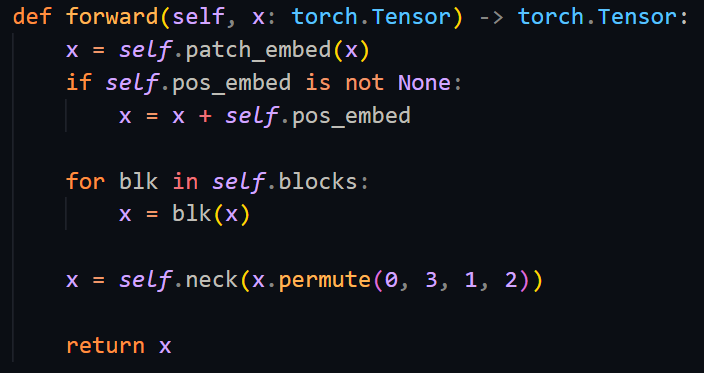 def forward(self, x: torch.Tensor) -> torch.Tensor:
    x = self.patch_embed(x)
    if self.pos_embed is not None:
        x = x + self.pos_embed

    for blk in self.blocks:
        x = blk(x)

    x = self.neck(x.permute(0, 3, 1, 2))

    return x